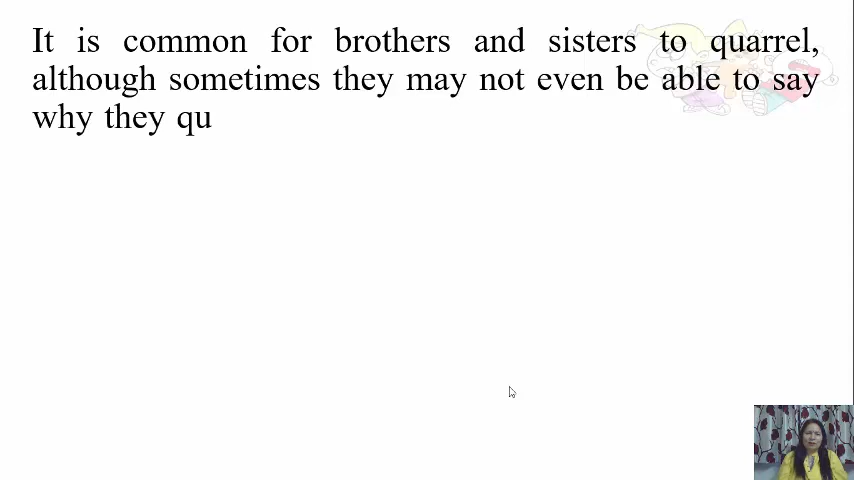 It is common for brothers and sisters to quarrel,
although sometimes they may not even be able to say
why they qu